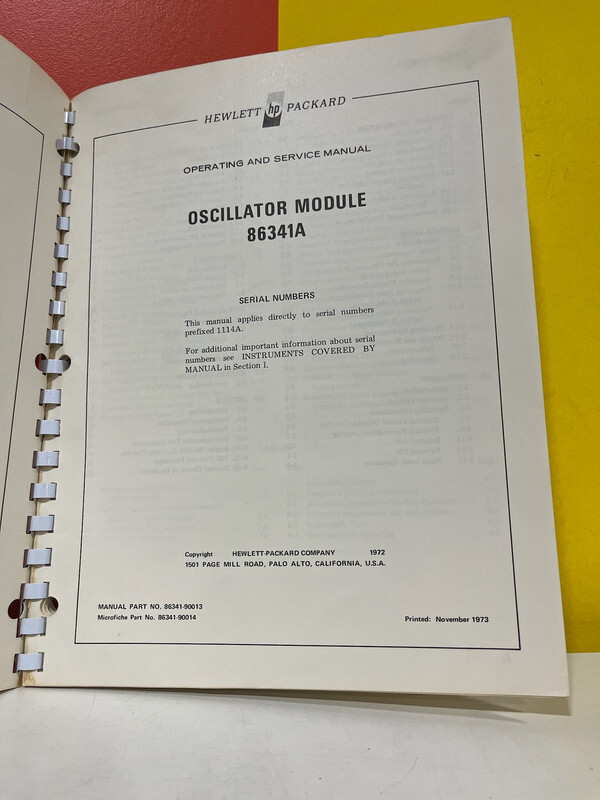 HEWLETT hp PACKARD
OPERATING AND SERVICE MANUAL
OSCILLATOR MODULE
86341A
SERIAL NUMBERS
This manual applies directly to serial numbers
prefixed 1114A.
For additional important information about serial
numbers see INSTRUMENTS COVERED BY
MANUAL in Section I.
Copyright HEWLETT-PACKARD COMPANY 1972
1501 PAGE MILL ROAD, PALO ALTO, CALIFORNIA, U.S.A.
MANUAL PART NO. 86341-90013
Microfiche Part No. 86341-90014
Printed: November 1973